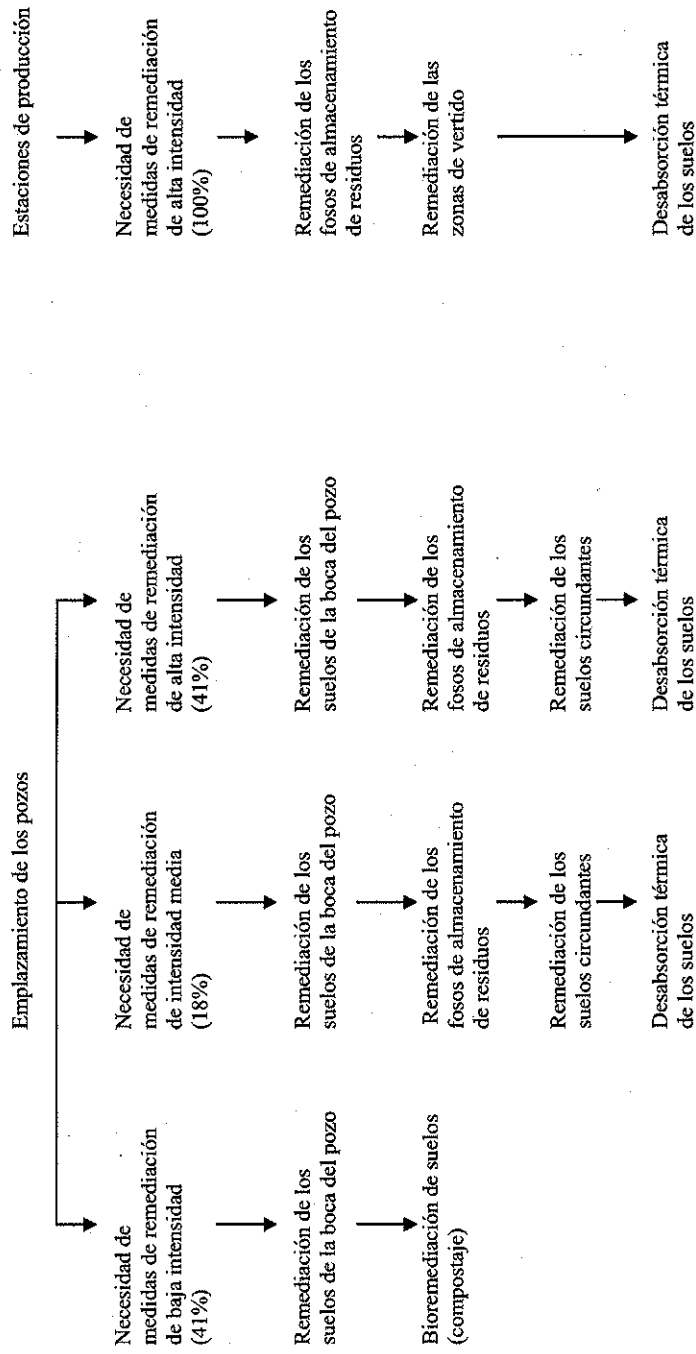 Emplazamiento de los pozos
Necesidad de
medidas de remediación
de baja intensidad
(41%)
Remediación de los
suelos de la boca del pozo
Bioremediación de suelos
(compostaje)
Necesidad de
medidas de remediación
de intensidad media
(18%)
Remediación de los
suelos de la boca del pozo
Remediación de los
fosos de almacenamiento
de residuos
Remediación de los
suelos circundantes
Desabsorción térmica
de los suelos
Necesidad de
medidas de remediación
de alta intensidad
(41%)
Remediación de los
suelos de la boca del pozo
Remediación de los
fosos de almacenamiento
de residuos
Remediación de los
suelos circundantes
Desabsorción térmica
de los suelos
Estaciones de producción
Necesidad de
medidas de remediación
de alta intensidad
(100%)
Remediación de los
fosos de almacenamiento
de residuos
Remediación de las
zonas de vertido
Desabsorción térmica
de los suelos